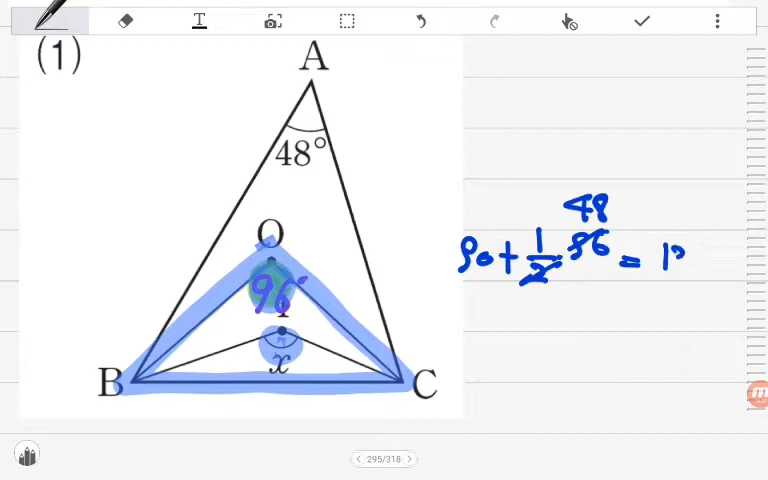 T
(1)
A
48°
O
96°
x
B
C
48
90 + 1/2 96 = 1
295/318